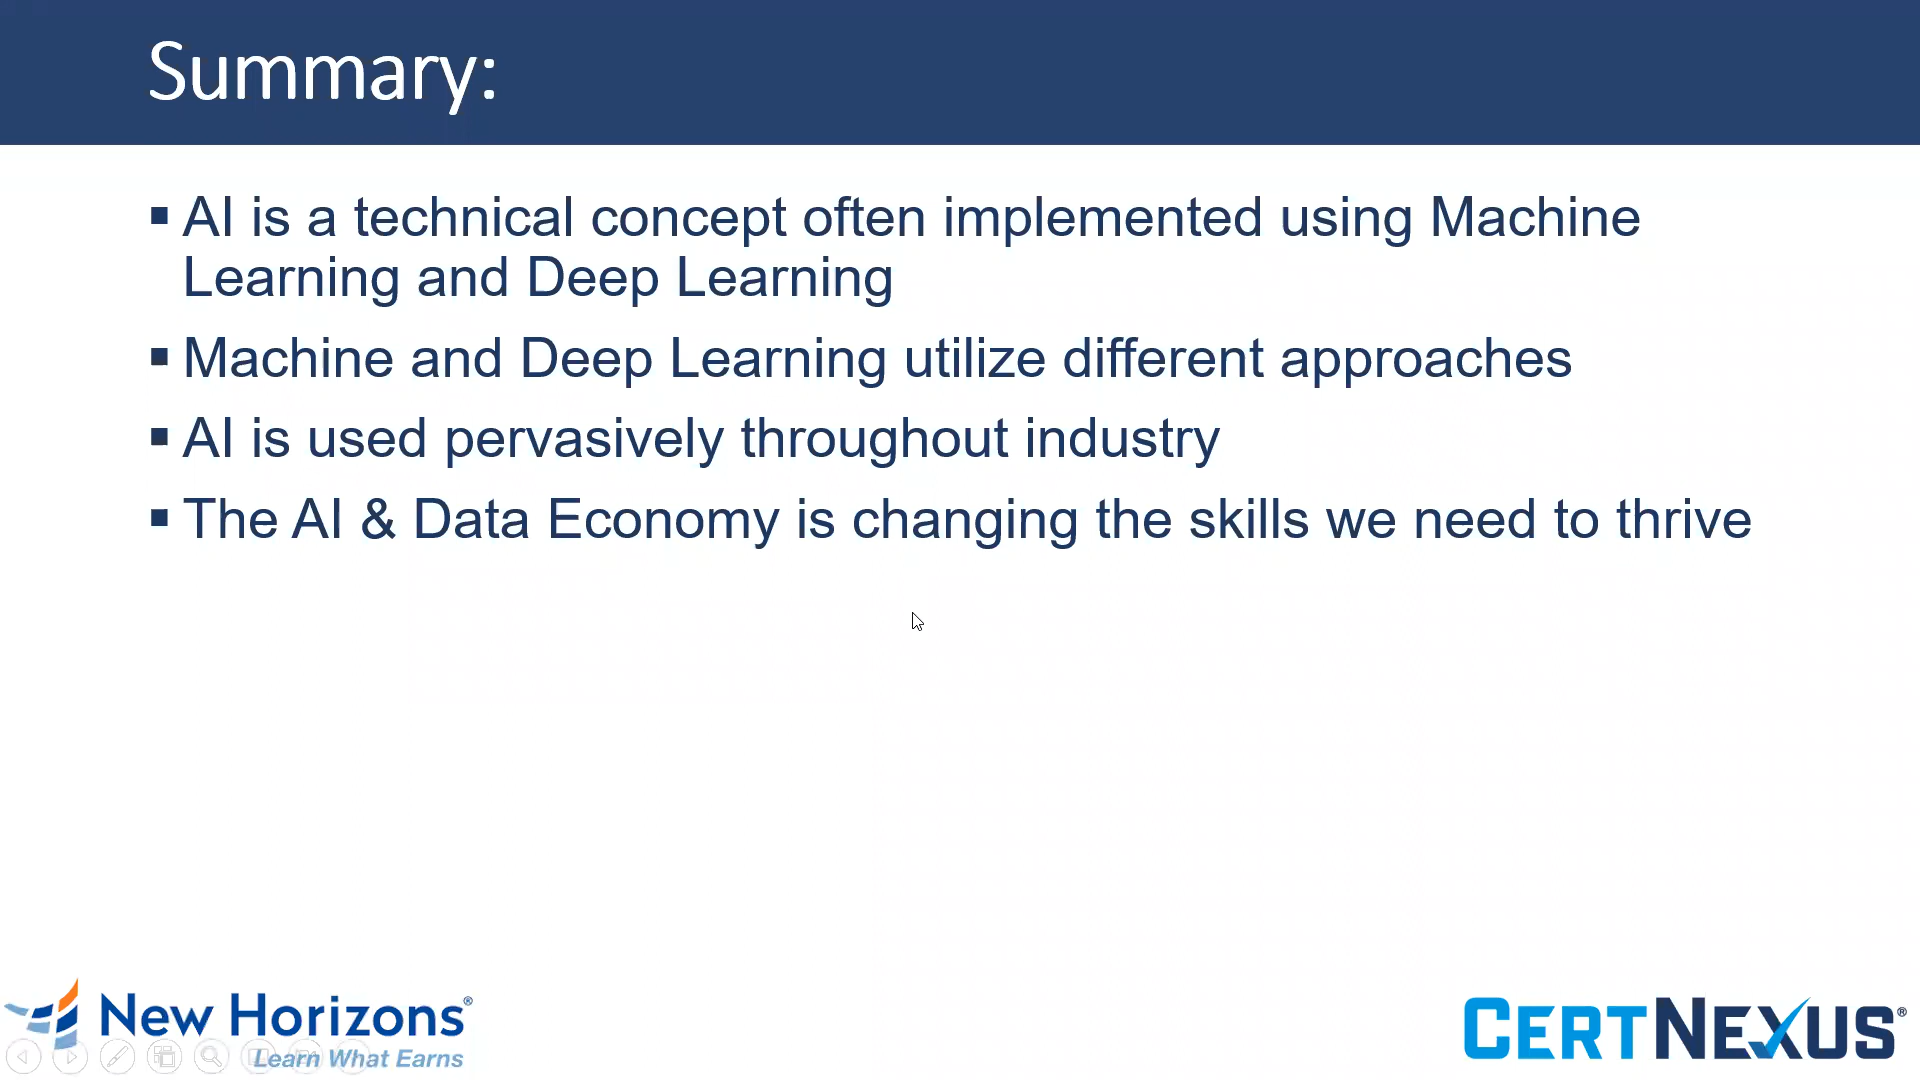 Summary:
AI is a technical concept often implemented using Machine
Learning and Deep Learning
Machine and Deep Learning utilize different approaches
AI is used pervasively throughout industry
The AI & Data Economy is changing the skills we need to thrive
New Horizons®
Learn What Earns
CERTNEXUS®